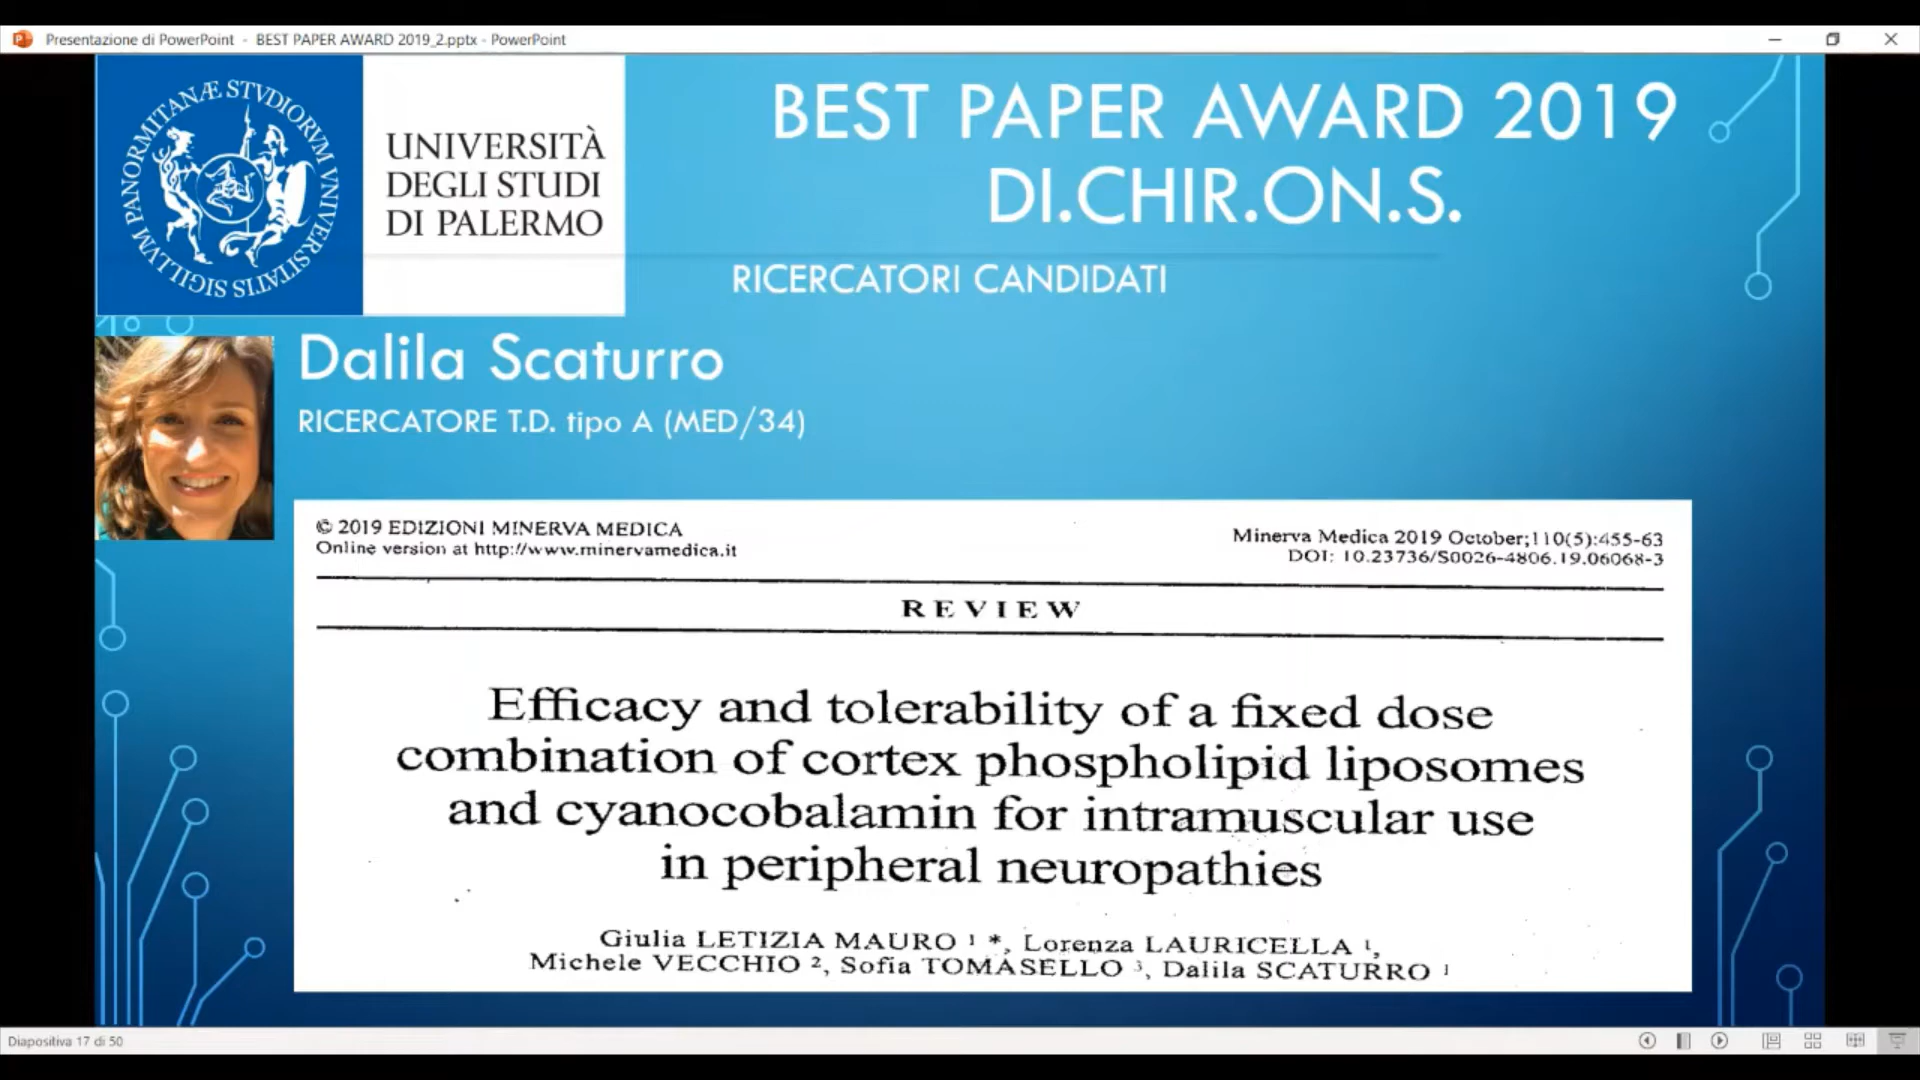 Presentazione di PowerPoint - BEST PAPER AWARD 2019_2.pptx - PowerPoint
SIGILLVM PANORMITANÆ STVDIORVM VNIVERSITATIS
UNIVERSITÀ
DEGLI STUDI
DI PALERMO
BEST PAPER AWARD 2019
DI.CHIR.ON.S.
RICERCATORI CANDIDATI
Dalila Scaturro
RICERCATORE T.D. tipo A (MED/34)
© 2019 EDIZIONI MINERVA MEDICA
Online version at http://www.minervamedica.it
Minerva Medica 2019 October;110(5):455-63
DOI: 10.23736/S0026-4806.19.06068-3
REVIEW
Efficacy and tolerability of a fixed dose
combination of cortex phospholipid liposomes
and cyanocobalamin for intramuscular use
in peripheral neuropathies
Giulia LETIZIA MAURO 1 *, Lorenza LAURICELLA 1,
Michele VECCHIO 2, Sofia TOMASELLO 3, Dalila SCATURRO 1
Diapositiva 17 di 50